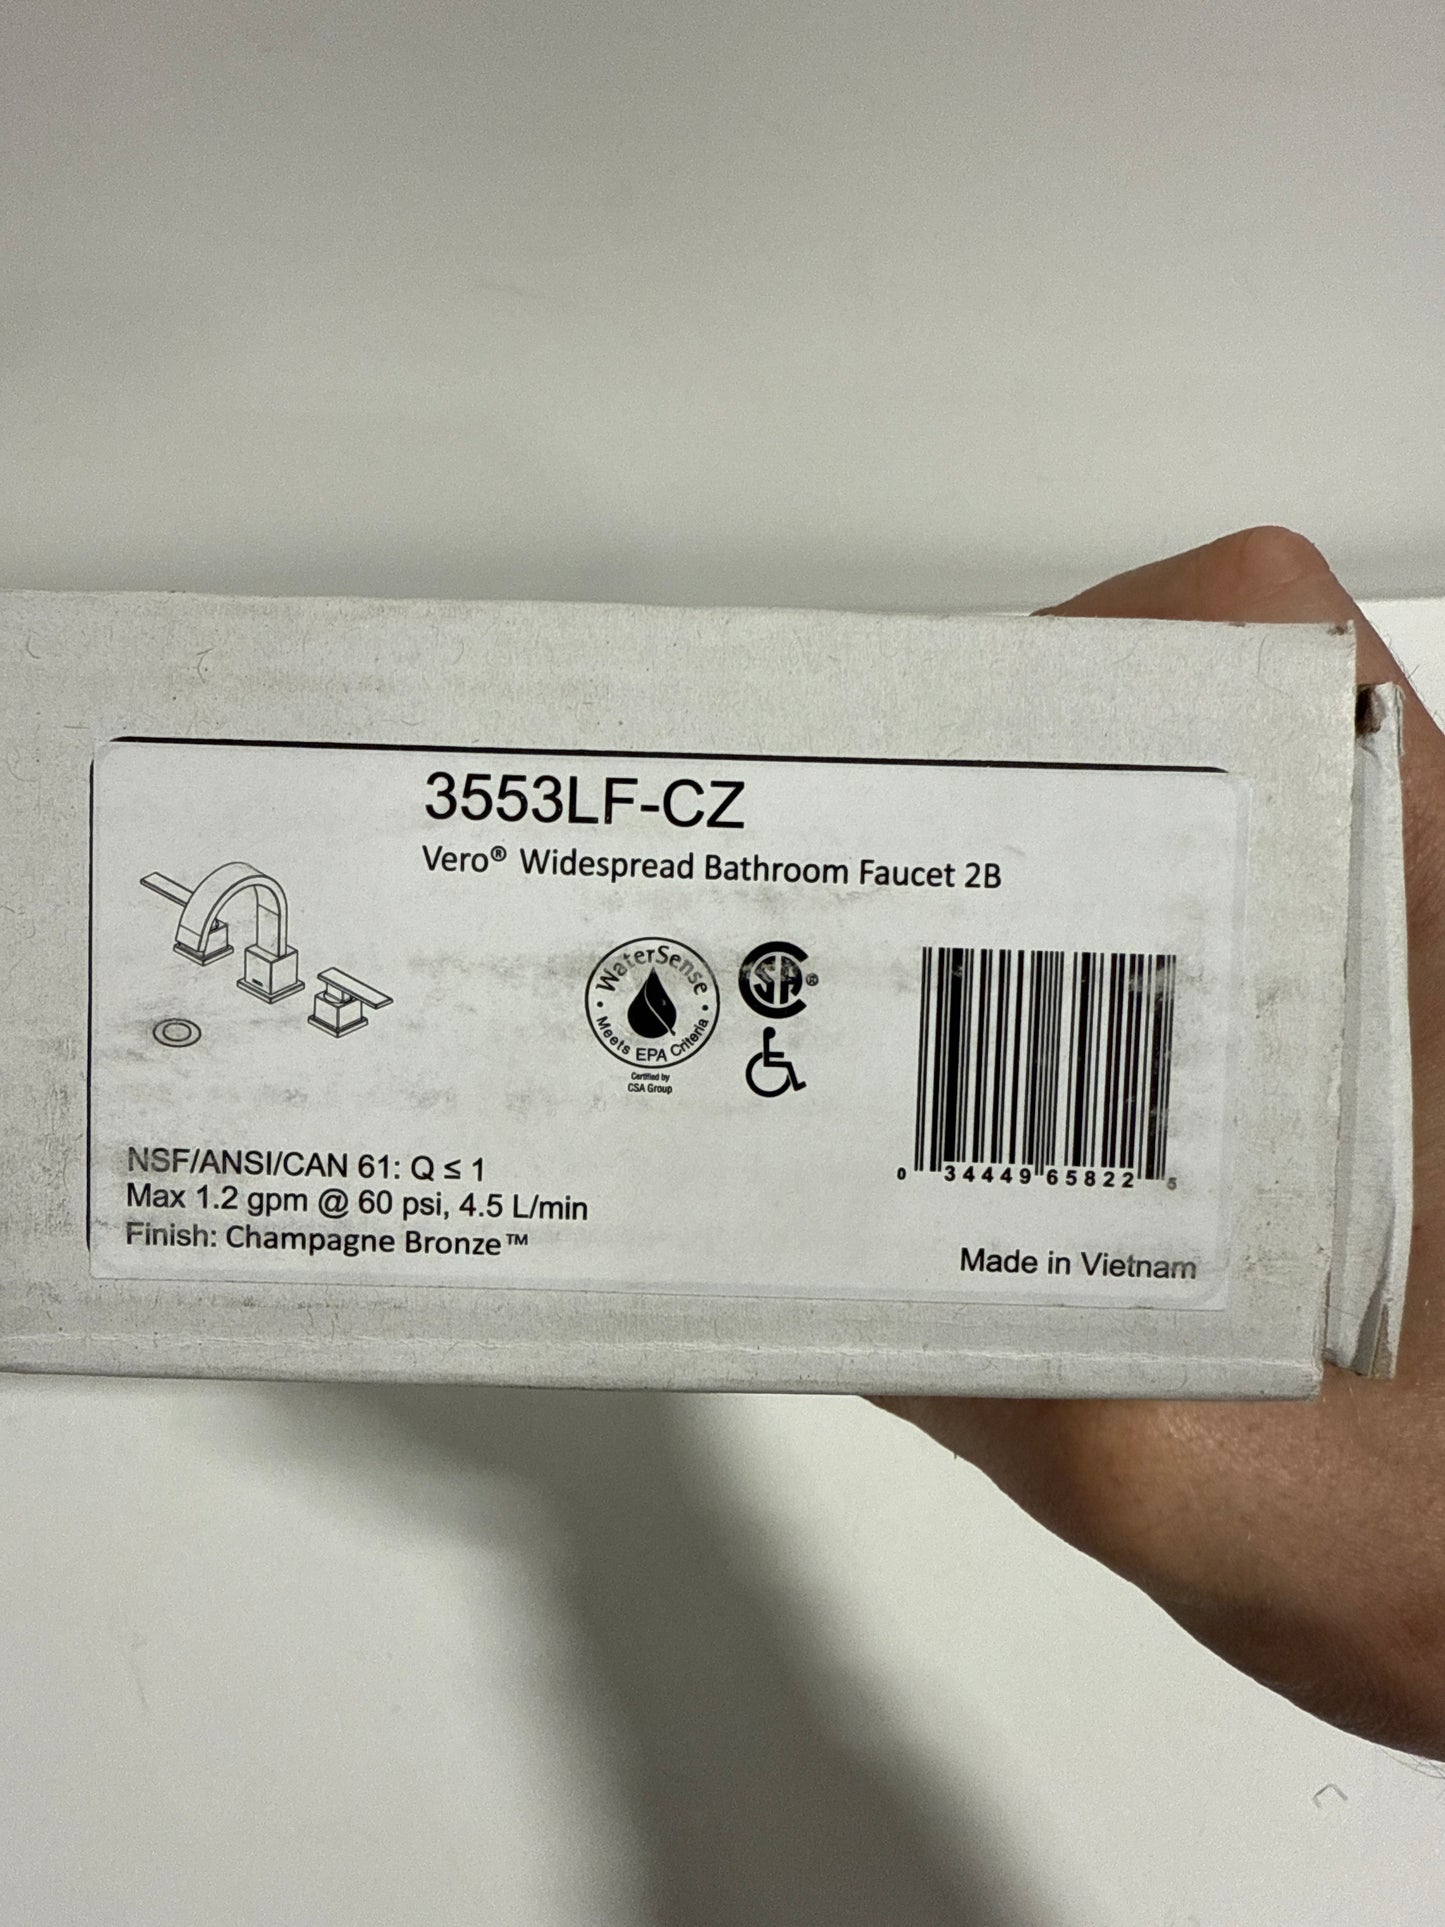 3553LF-CZ
Vero® Widespread Bathroom Faucet 2B
WaterSense
Meets EPA Criteria
Certified by
CSA Group
SA®
NSF/ANSI/CAN 61: Q ≤ 1
Max 1.2 gpm @ 60 psi, 4.5 L/min
Finish: Champagne Bronze™
0 34449 65822 5
Made in Vietnam